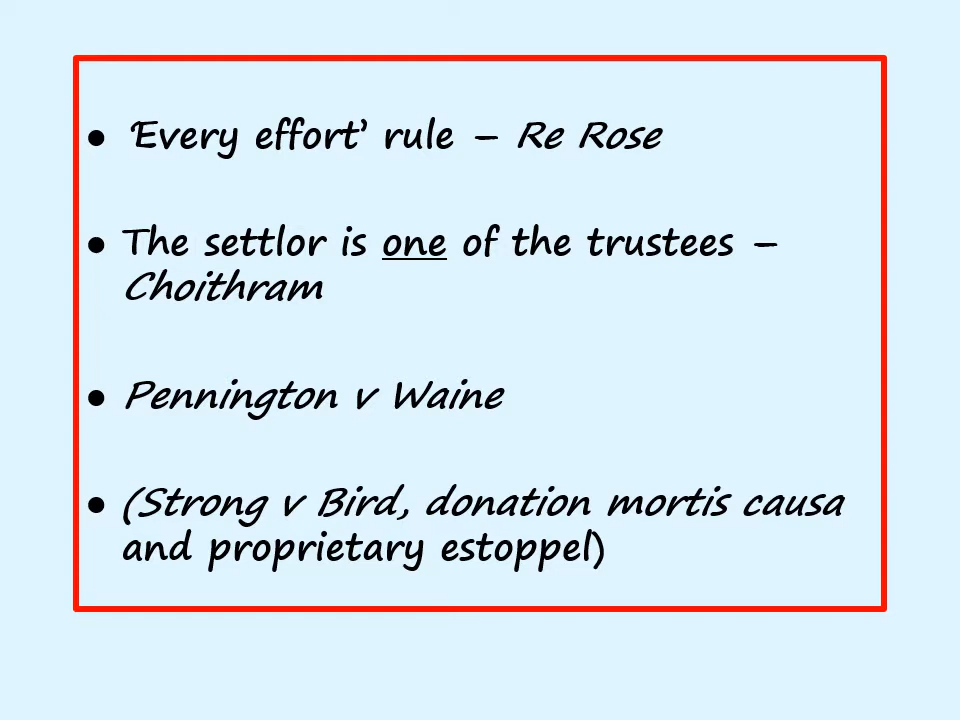 • ‘Every effort’ rule – Re Rose
• The settlor is one of the trustees –
Choithram
• Pennington v Waine
• (Strong v Bird, donation mortis causa
and proprietary estoppel)